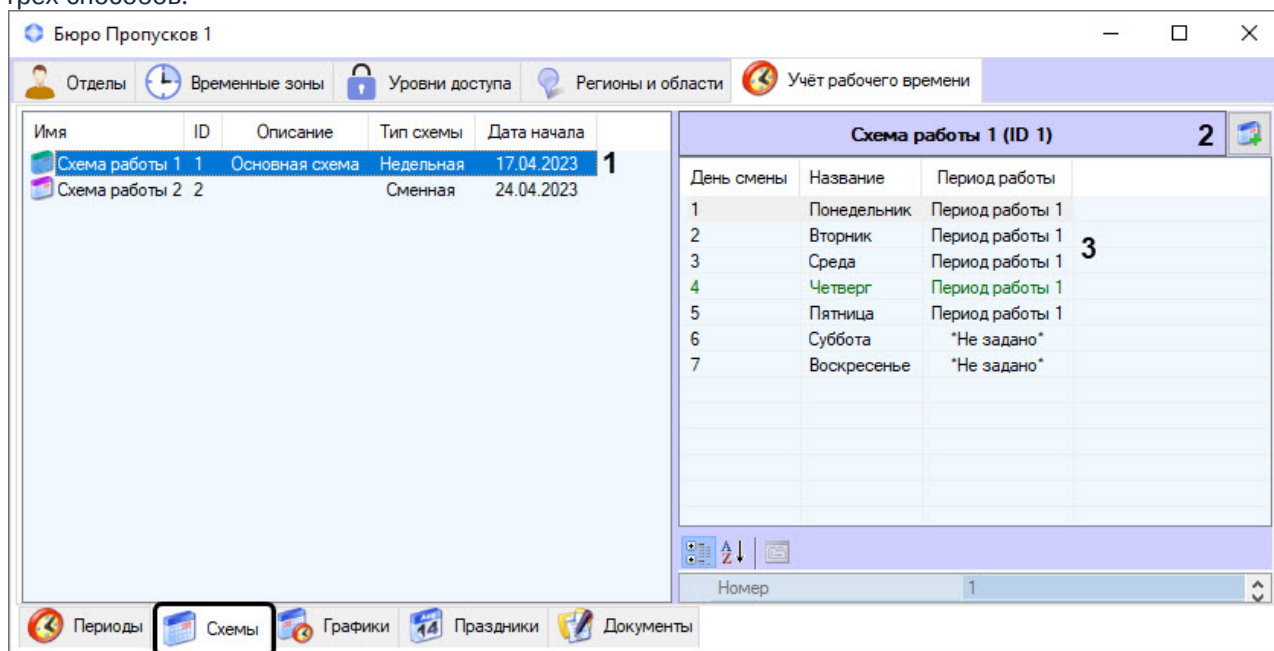 трех способов.
Бюро Пропусков 1
Отделы Временные зоны Уровни доступа Регионы и области Учёт рабочего времени
Имя ID Описание Тип схемы Дата начала
Схема работы 1 1 Основная схема Недельная 17.04.2023 1
Схема работы 2 2 Сменная 24.04.2023
Схема работы 1 (ID 1) 2
День смены Название Период работы
1 Понедельник Период работы 1
2 Вторник Период работы 1
3 Среда Период работы 1
3
4 Четверг Период работы 1
5 Пятница Период работы 1
6 Суббота *Не задано*
7 Воскресенье *Не задано*
Номер 1
Периоды Схемы Графики 14 Праздники Документы